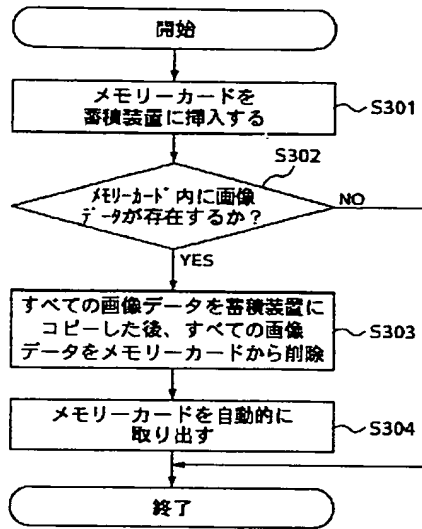 開始
メモリーカードを
蓄積装置に挿入する
S301
S302
メモリーカード内に画像
データが存在するか?
NO
YES
すべての画像データを蓄積装置に
コピーした後、すべての画像
データをメモリーカードから削除
S303
メモリーカードを自動的に
取り出す
S304
終了